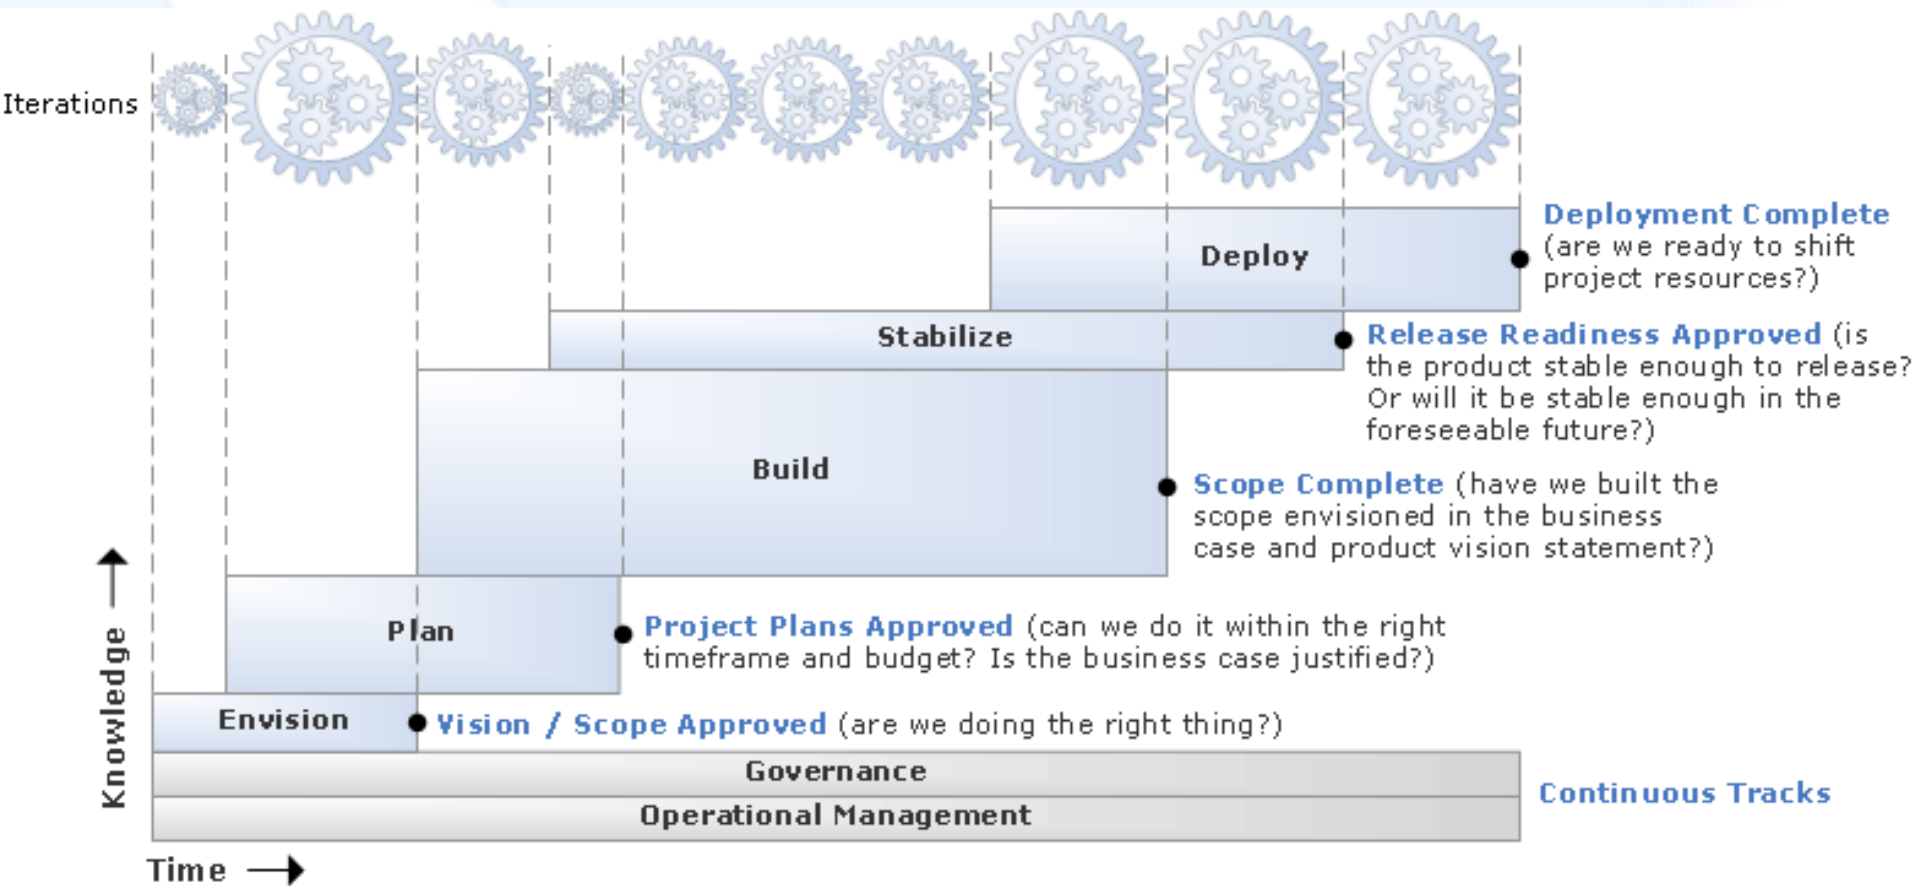 Iterations
Deployment Complete
(are we ready to shift
project resources?)
Deploy
Stabilize
Release Readiness Approved (is
the product stable enough to release?
Or will it be stable enough in the
foreseeable future?)
Build
Scope Complete (have we built the
scope envisioned in the business
case and product vision statement?)
Plan
Project Plans Approved (can we do it within the right
timeframe and budget? Is the business case justified?)
Envision
Vision / Scope Approved (are we doing the right thing?)
Knowledge
Governance
Operational Management
Continuous Tracks
Time